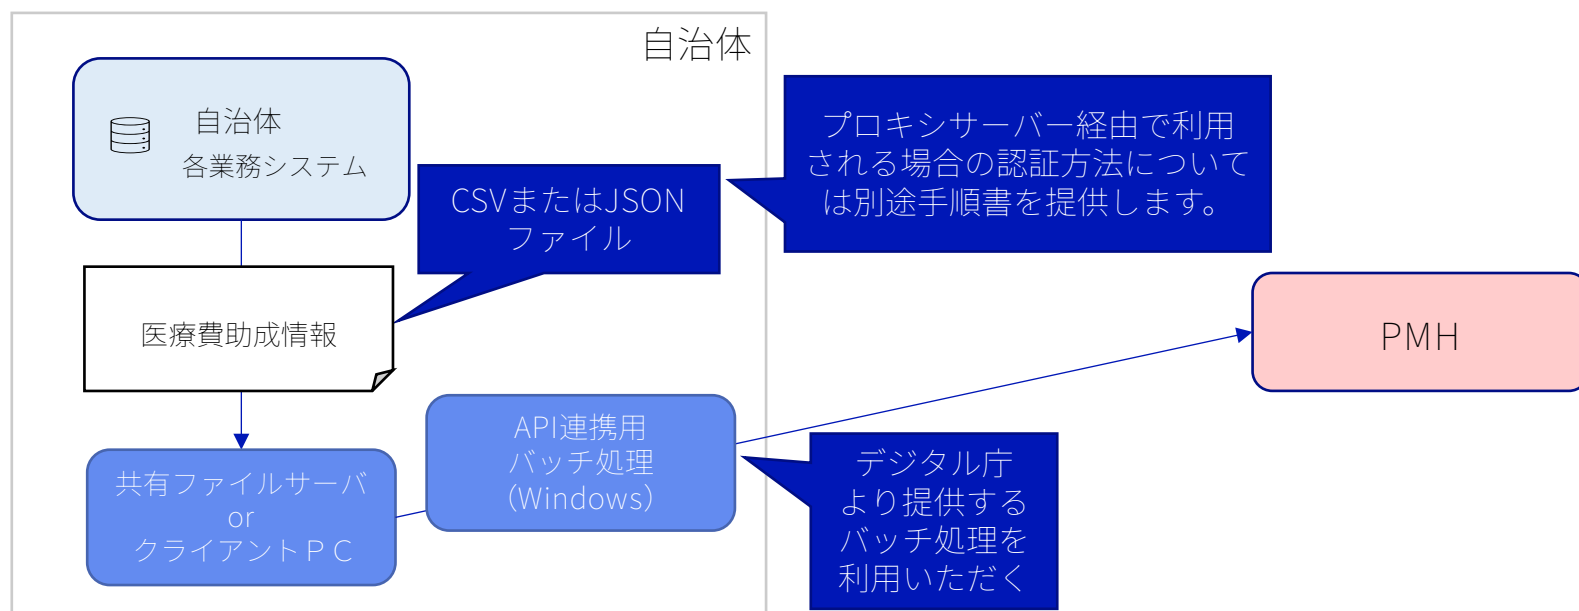 自治体
自治体
各業務システム
プロキシサーバー経由で利用
される場合の認証方法について
は別途手順書を提供します。
CSVまたはJSON
ファイル
医療費助成情報
PMH
API連携用
バッチ処理
（Windows）
共有ファイルサーバ
or
クライアントＰＣ
デジタル庁
より提供する
バッチ処理を
利用いただく